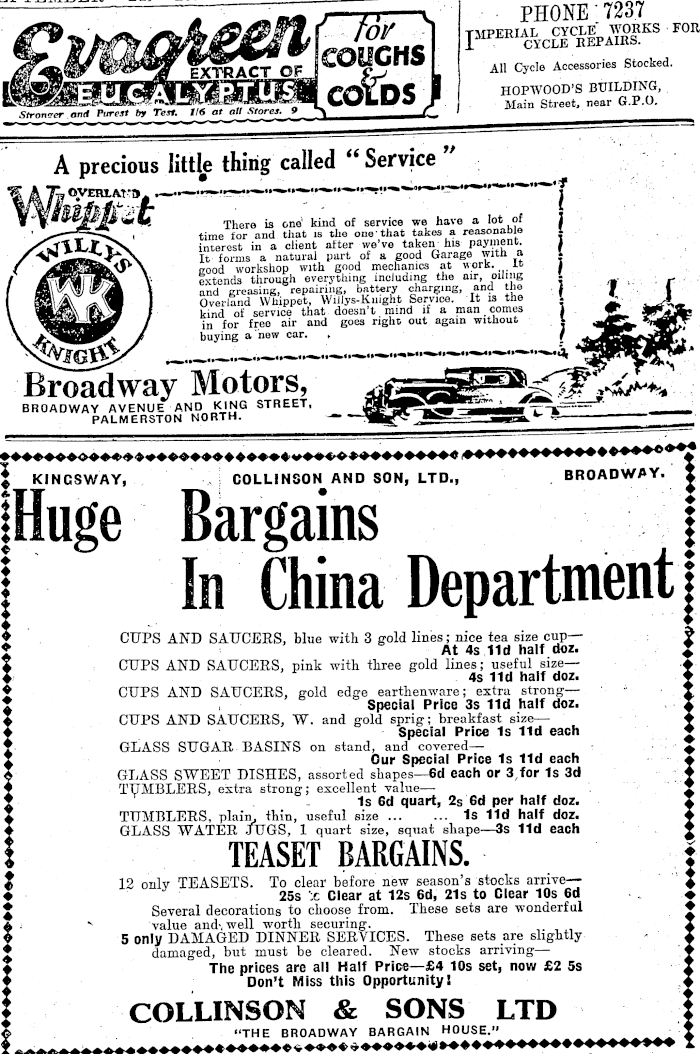 Evagreen
EXTRACT OF
EUCALYPTUS
Stronger and Purest by Test. 1/6 at all Stores. 9
for
COUGHS
&
COLDS
PHONE 7237
IMPERIAL CYCLE WORKS FOR
CYCLE REPAIRS.
All Cycle Accessories Stocked.
HOPWOOD'S BUILDING,
Main Street, near G.P.O.
A precious little thing called "Service"
OVERLAND
Whippet
WILLYS
WK
KNIGHT
There is one kind of service we have a lot of
time for and that is the one that takes a reasonable
interest in a client after we've taken his payment.
It forms a natural part of a good Garage with a
good workshop with good mechanics at work. It
extends through everything including the air, oiling
and greasing, repairing, battery charging, and the
Overland Whippet, Willys-Knight Service. It is the
kind of service that doesn't mind if a man comes
in for free air and goes right out again without
buying a new car.
Broadway Motors,
BROADWAY AVENUE AND KING STREET,
PALMERSTON NORTH.
KINGSWAY, COLLINSON AND SON, LTD., BROADWAY.
Huge Bargains
In China Department
CUPS AND SAUCERS, blue with 3 gold lines; nice tea size cup—
At 4s 11d half doz.
CUPS AND SAUCERS, pink with three gold lines; useful size—
4s 11d half doz.
CUPS AND SAUCERS, gold edge earthenware; extra strong—
Special Price 3s 11d half doz.
CUPS AND SAUCERS, W. and gold sprig; breakfast size—
Special Price 1s 11d each
GLASS SUGAR BASINS on stand, and covered—
Our Special Price 1s 11d each
GLASS SWEET DISHES, assorted shapes—6d each or 3 for 1s 3d
TUMBLERS, extra strong; excellent value—
1s 6d quart, 2s 6d per half doz.
TUMBLERS, plain, thin, useful size ... ... 1s 11d half doz.
GLASS WATER JUGS, 1 quart size, squat shape—3s 11d each
TEASET BARGAINS.
12 only TEASETS. To clear before new season's stocks arrive—
25s Clear at 12s 6d, 21s to Clear 10s 6d
Several decorations to choose from. These sets are wonderful
value and well worth securing.
5 only DAMAGED DINNER SERVICES. These sets are slightly
damaged, but must be cleared. New stocks arriving—
The prices are all Half Price—£4 10s set, now £2 5s
Don't Miss this Opportunity!
COLLINSON & SONS LTD
"THE BROADWAY BARGAIN HOUSE."